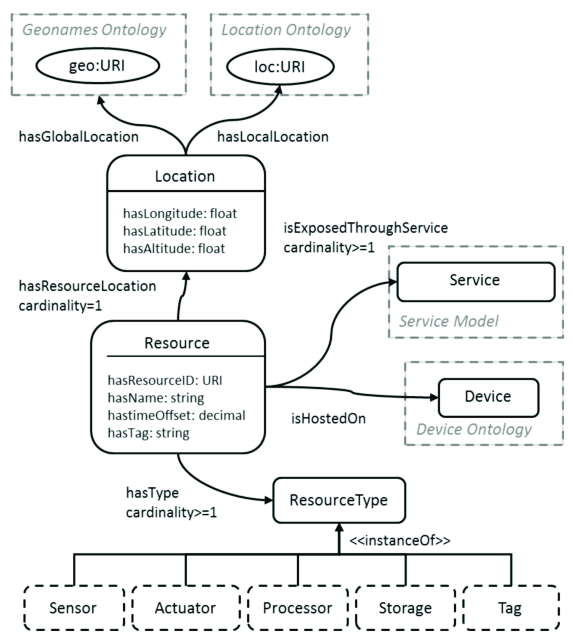 Geonames Ontology
Location Ontology
geo:URI
loc:URI
hasGlobalLocation
hasLocalLocation
Location
hasLongitude: float
hasLatitude: float
hasAltitude: float
isExposedThroughService
cardinality>=1
Service
Service Model
hasResourceLocation
cardinality=1
Resource
hasResourceID: URI
hasName: string
hastimeOffset: decimal
hasTag: string
isHostedOn
Device
Device Ontology
hasType
cardinality>=1
ResourceType
<<instanceOf>>
Sensor
Actuator
Processor
Storage
Tag